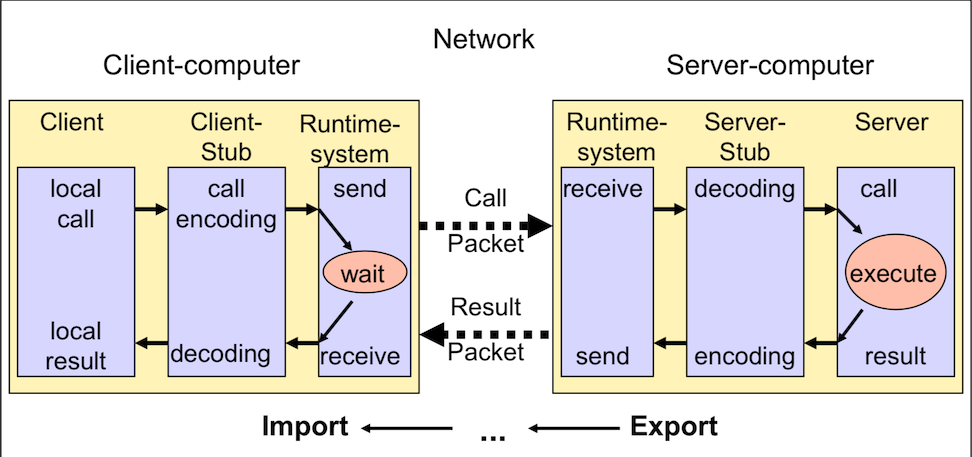 Network
Client-computer
Server-computer
Client
Client-
Stub
Runtime-
system
local
call
call
encoding
send
wait
local
result
decoding
receive
Call
Packet
Result
Packet
Runtime-
system
Server-
Stub
Server
receive
decoding
call
execute
send
encoding
result
Import
...
Export